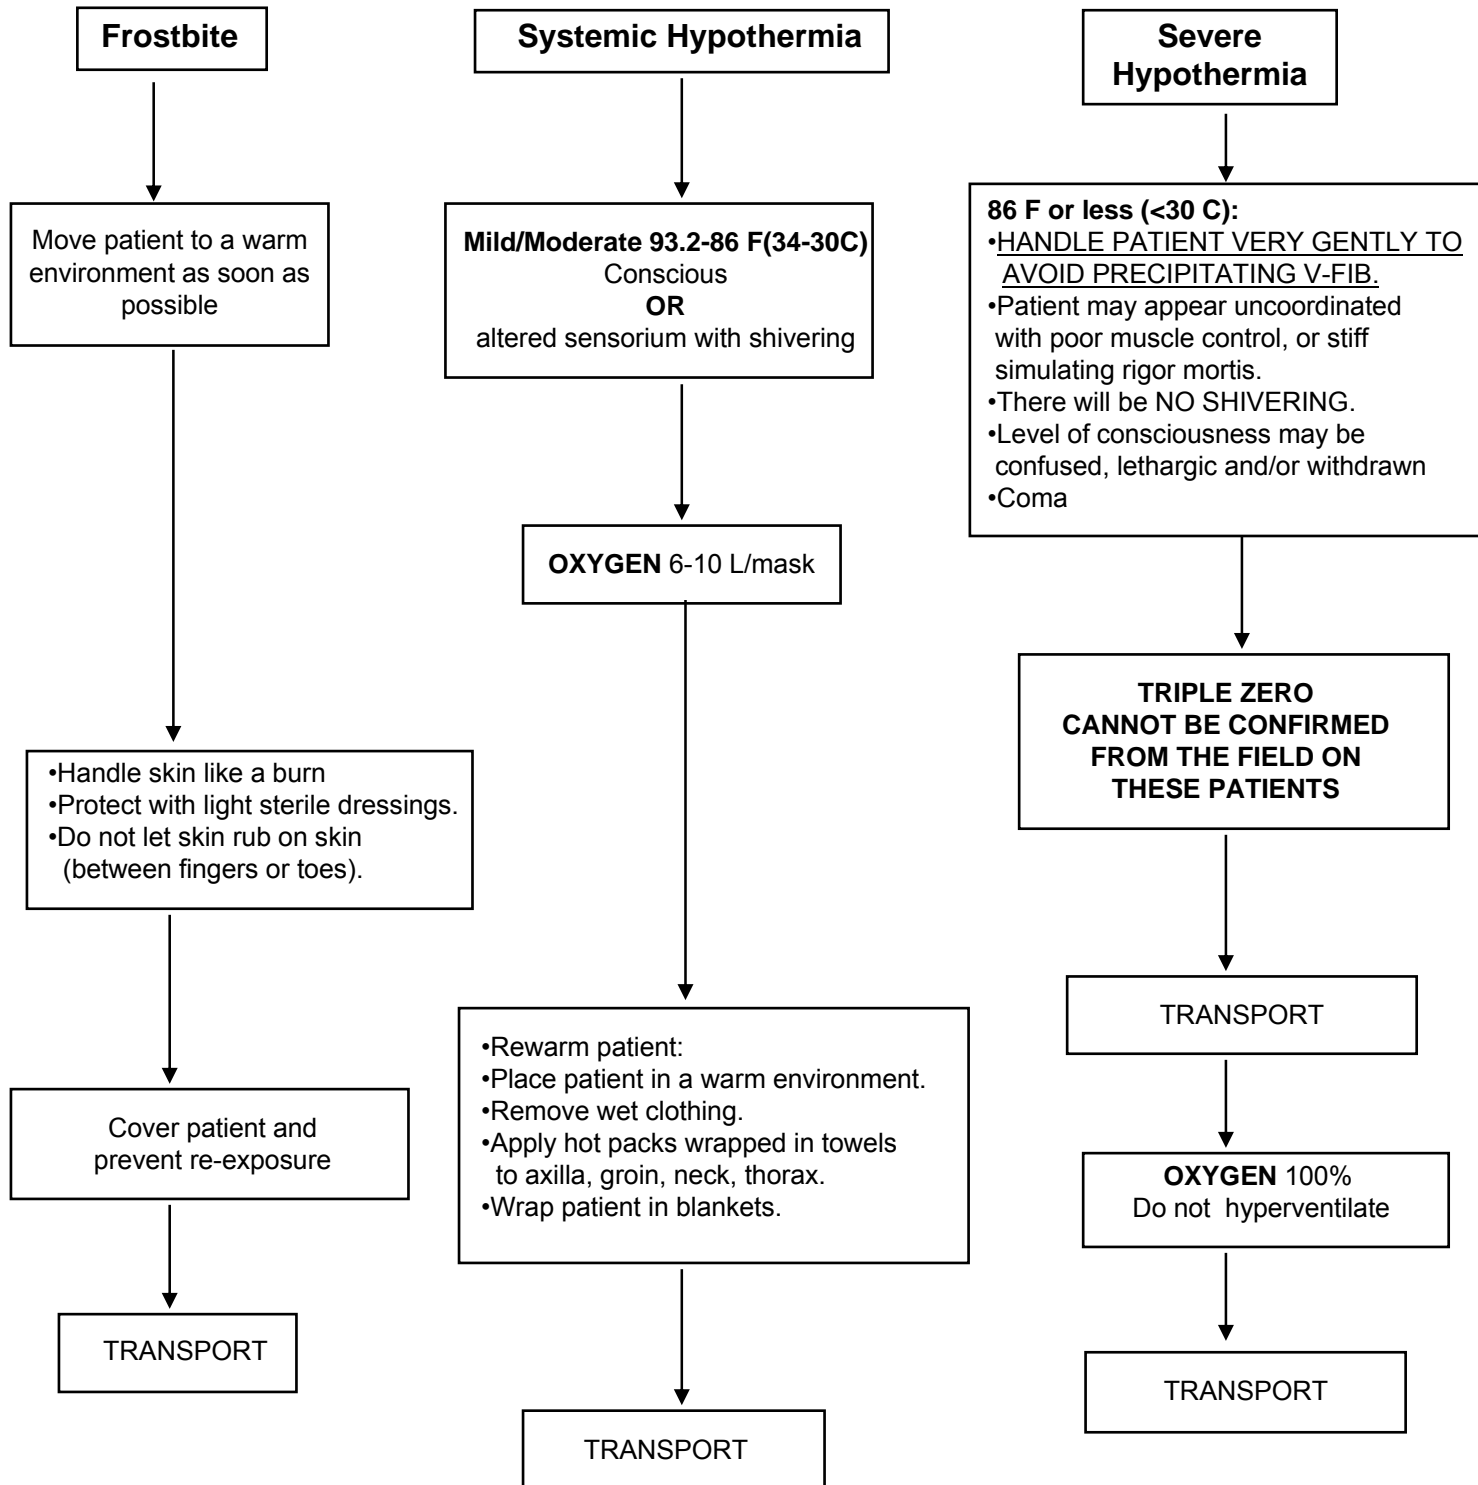 Frostbite
Move patient to a warm
environment as soon as
possible
•Handle skin like a burn
•Protect with light sterile dressings.
•Do not let skin rub on skin
(between fingers or toes).
Cover patient and
prevent re-exposure
TRANSPORT
Systemic Hypothermia
Mild/Moderate 93.2-86 F(34-30C)
Conscious
OR
altered sensorium with shivering
OXYGEN 6-10 L/mask
•Rewarm patient:
•Place patient in a warm environment.
•Remove wet clothing.
•Apply hot packs wrapped in towels
to axilla, groin, neck, thorax.
•Wrap patient in blankets.
TRANSPORT
Severe
Hypothermia
86 F or less (<30 C):
•HANDLE PATIENT VERY GENTLY TO
AVOID PRECIPITATING V-FIB.
•Patient may appear uncoordinated
with poor muscle control, or stiff
simulating rigor mortis.
•There will be NO SHIVERING.
•Level of consciousness may be
confused, lethargic and/or withdrawn
•Coma
TRIPLE ZERO
CANNOT BE CONFIRMED
FROM THE FIELD ON
THESE PATIENTS
TRANSPORT
OXYGEN 100%
Do not hyperventilate
TRANSPORT